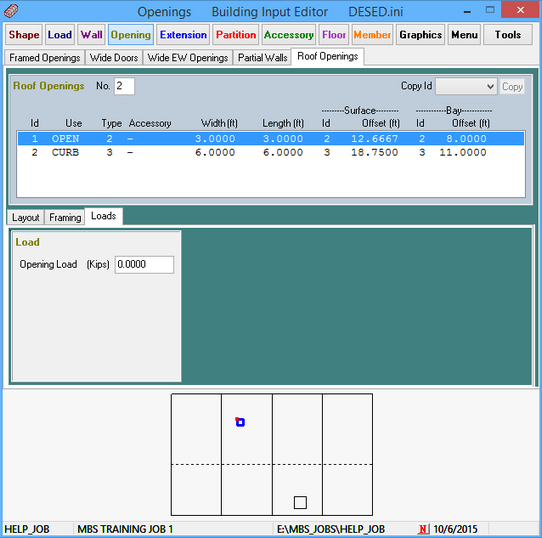 Openings Building Input Editor DESED.ini
Shape Load Wall Opening Extension Partition Accessory Floor Member Graphics Menu Tools
Framed Openings Wide Doors Wide EW Openings Partial Walls Roof Openings
Roof Openings No. 2 Copy Id Copy
----------Surface---------- ------------Bay------------
Id Use Type Accessory Width(ft) Length(ft) Id Offset (ft) Id Offset (ft)
1 OPEN 2 - 3.0000 3.0000 2 12.6667 2 8.0000
2 CURB 3 - 6.0000 6.0000 3 18.7500 3 11.0000
Layout Framing Loads
Load
Opening Load (Kips) 0.0000
HELP_JOB MBS TRAINING JOB 1 E:\MBS_JOBS\HELP_JOB N 10/6/2015